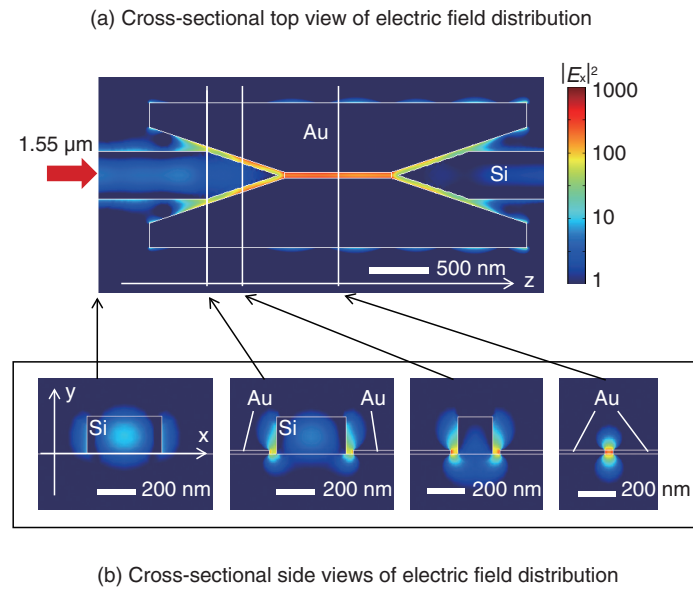 (a) Cross-sectional top view of electric field distribution
|Eₓ|²
1000
1.55 μm
Au
100
Si
10
500 nm
z
1
y
Si
x
200 nm
Au
Au
Si
200 nm
Au
200 nm
Au
200 nm
(b) Cross-sectional side views of electric field distribution